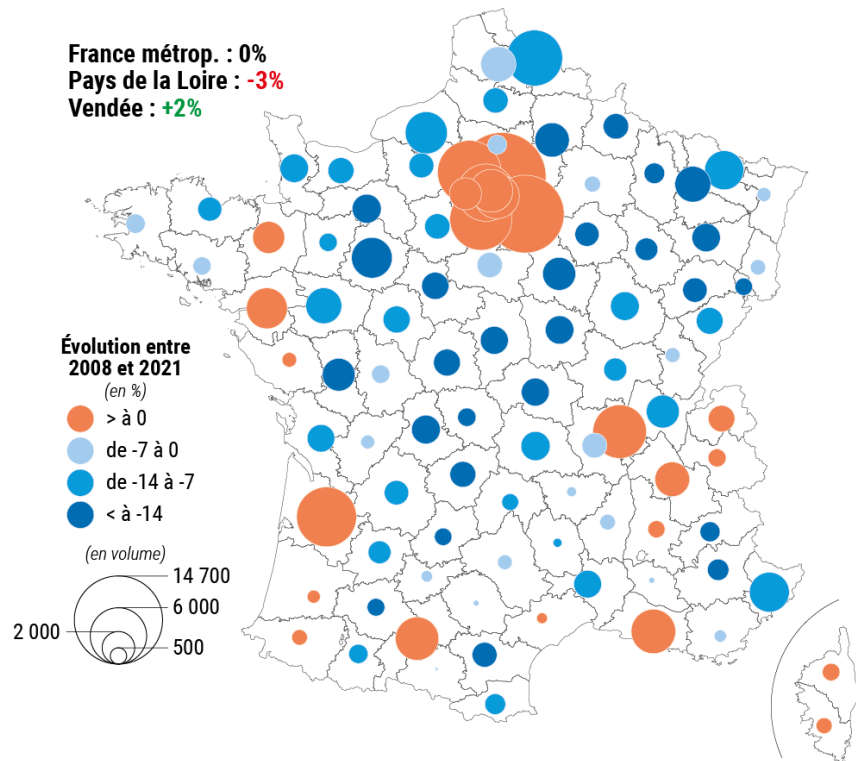 France métrop. : 0%
Pays de la Loire : -3%
Vendée : +2%
Évolution entre
2008 et 2021
(en %)
> à 0
de -7 à 0
de -14 à -7
< à -14
(en volume)
14 700
6 000
2 000
500